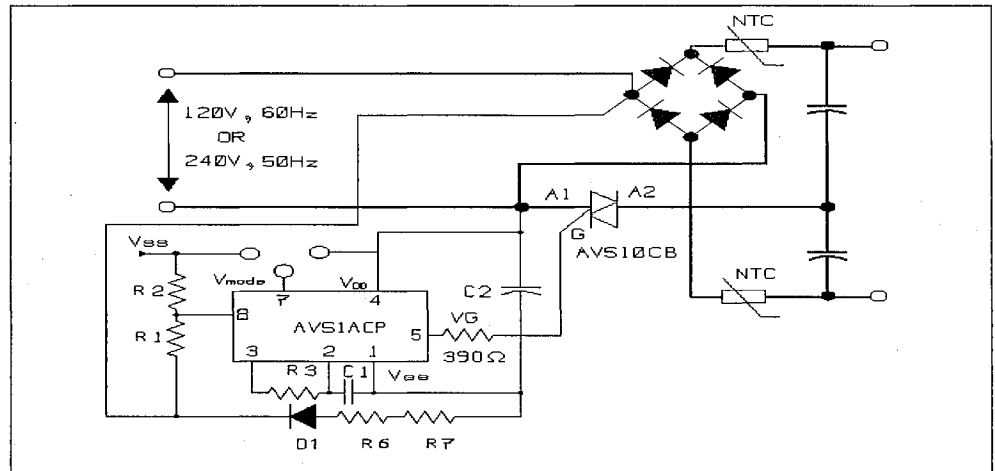 NTC
120V, 60Hz
OR
240V, 50Hz
A1
A2
G
AVS10CB
Vss
Vmode
VDD
R2
7
4
C2
NTC
8
AVS1ACP
5
VG
R1
390Ω
3
2
1
R3
C1
Vss
D1
R6
R7